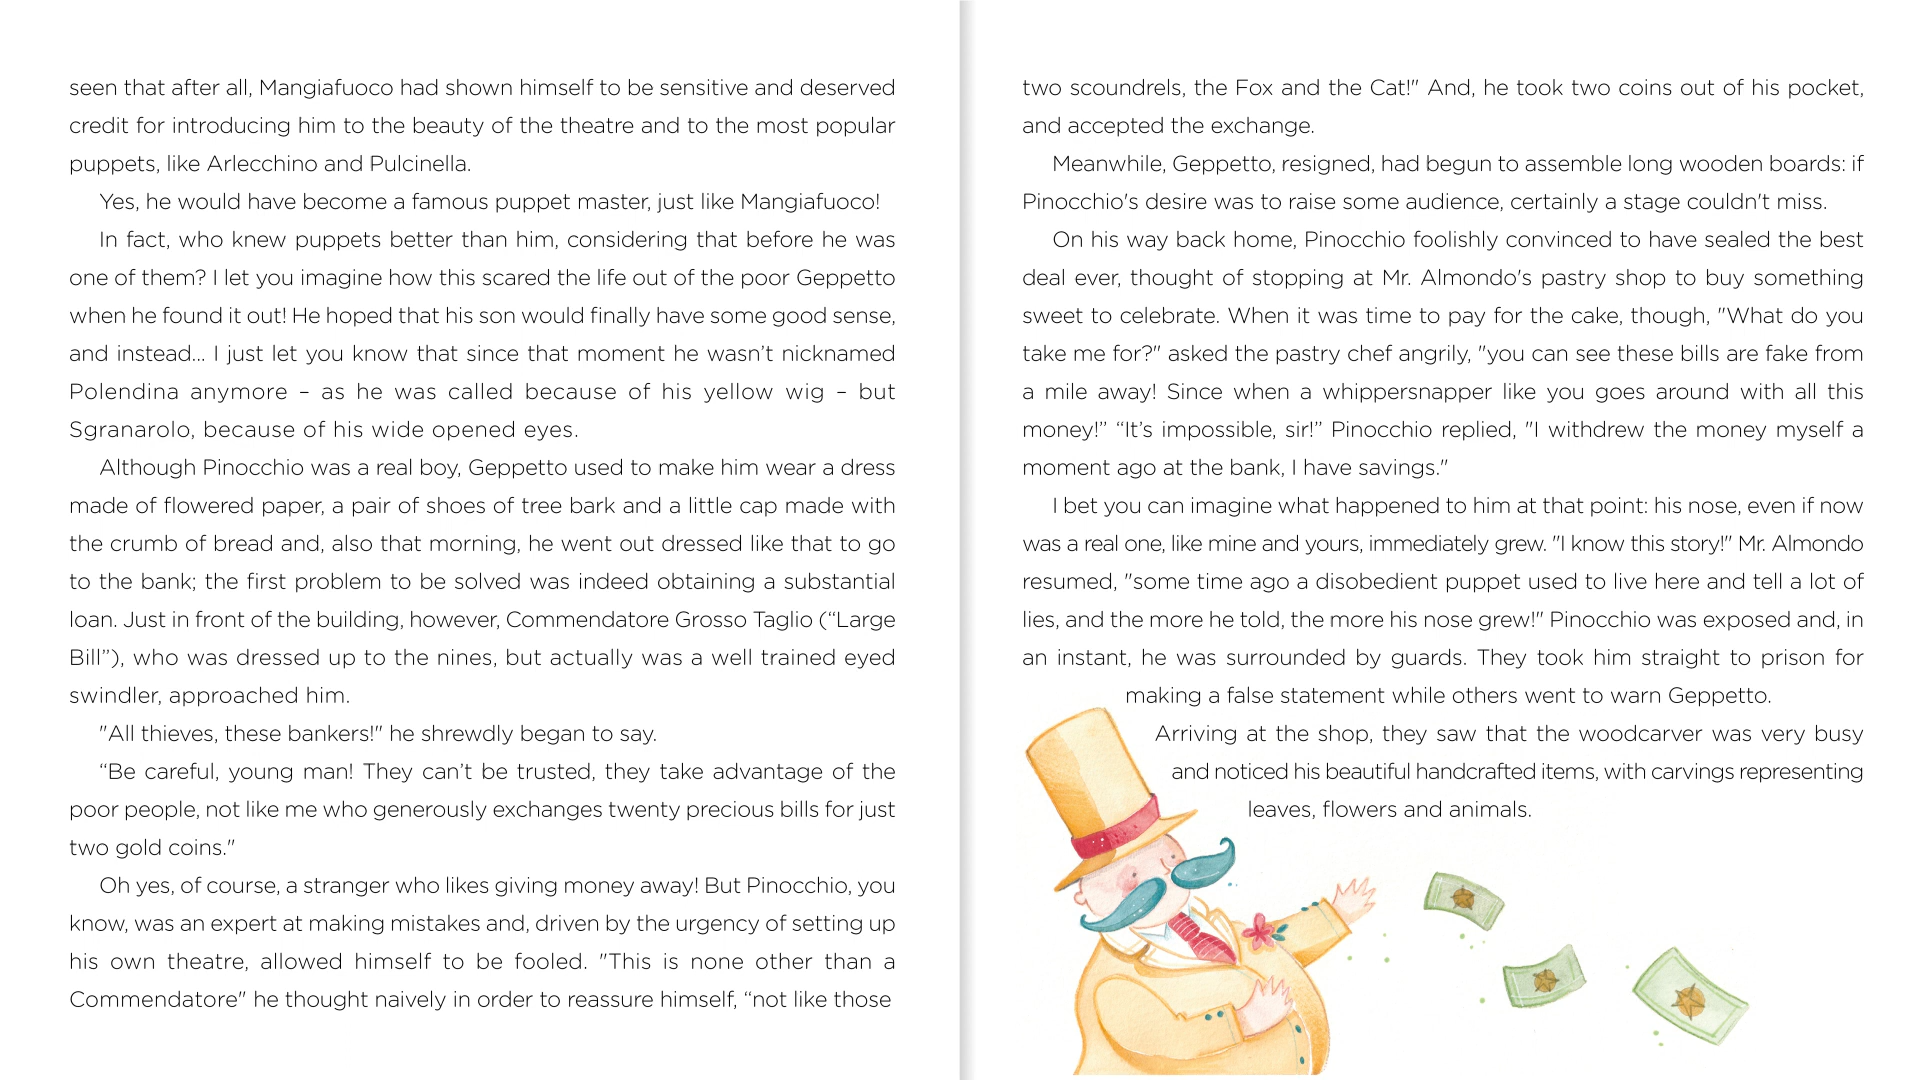 seen that after all, Mangiafuoco had shown himself to be sensitive and deserved
credit for introducing him to the beauty of the theatre and to the most popular
puppets, like Arlecchino and Pulcinella.
Yes, he would have become a famous puppet master, just like Mangiafuoco!
In fact, who knew puppets better than him, considering that before he was
one of them? I let you imagine how this scared the life out of the poor Geppetto
when he found it out! He hoped that his son would finally have some good sense,
and instead... I just let you know that since that moment he wasn’t nicknamed
Polendina anymore – as he was called because of his yellow wig – but
Sgranarolo, because of his wide opened eyes.
Although Pinocchio was a real boy, Geppetto used to make him wear a dress
made of flowered paper, a pair of shoes of tree bark and a little cap made with
the crumb of bread and, also that morning, he went out dressed like that to go
to the bank; the first problem to be solved was indeed obtaining a substantial
loan. Just in front of the building, however, Commendatore Grosso Taglio (“Large
Bill”), who was dressed up to the nines, but actually was a well trained eyed
swindler, approached him.
"All thieves, these bankers!" he shrewdly began to say.
“Be careful, young man! They can’t be trusted, they take advantage of the
poor people, not like me who generously exchanges twenty precious bills for just
two gold coins."
Oh yes, of course, a stranger who likes giving money away! But Pinocchio, you
know, was an expert at making mistakes and, driven by the urgency of setting up
his own theatre, allowed himself to be fooled. "This is none other than a
Commendatore" he thought naively in order to reassure himself, “not like those
two scoundrels, the Fox and the Cat!" And, he took two coins out of his pocket,
and accepted the exchange.
Meanwhile, Geppetto, resigned, had begun to assemble long wooden boards: if
Pinocchio's desire was to raise some audience, certainly a stage couldn't miss.
On his way back home, Pinocchio foolishly convinced to have sealed the best
deal ever, thought of stopping at Mr. Almondo's pastry shop to buy something
sweet to celebrate. When it was time to pay for the cake, though, "What do you
take me for?" asked the pastry chef angrily, "you can see these bills are fake from
a mile away! Since when a whippersnapper like you goes around with all this
money!” “It’s impossible, sir!” Pinocchio replied, "I withdrew the money myself a
moment ago at the bank, I have savings."
I bet you can imagine what happened to him at that point: his nose, even if now
was a real one, like mine and yours, immediately grew. "I know this story!" Mr. Almondo
resumed, "some time ago a disobedient puppet used to live here and tell a lot of
lies, and the more he told, the more his nose grew!" Pinocchio was exposed and, in
an instant, he was surrounded by guards. They took him straight to prison for
making a false statement while others went to warn Geppetto.
Arriving at the shop, they saw that the woodcarver was very busy
and noticed his beautiful handcrafted items, with carvings representing
leaves, flowers and animals.